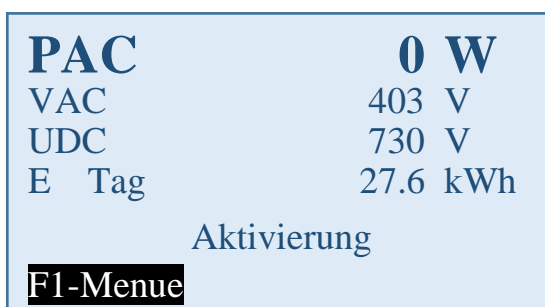 PAC 0 W
VAC 403 V
UDC 730 V
E Tag 27.6 kWh
Aktivierung
F1-Menue